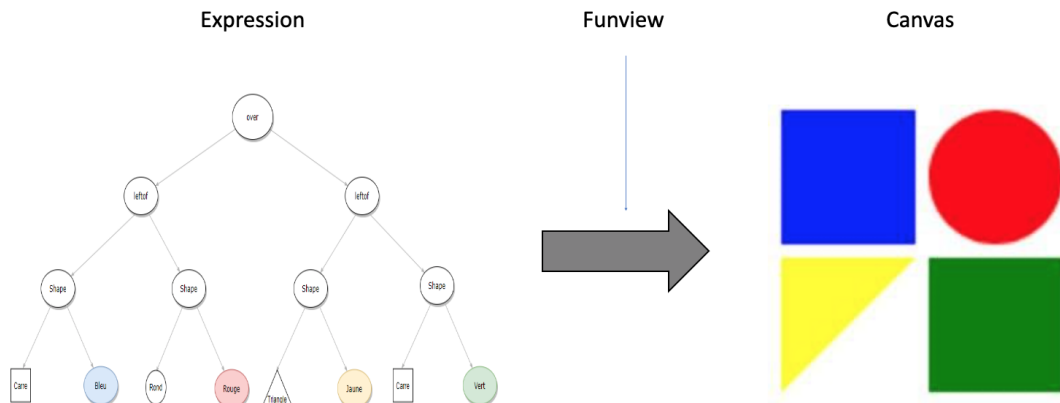 Expression
Funview
Canvas
over
leftof
leftof
Shape
Shape
Shape
Shape
Carre
Bleu
Rond
Rouge
Triangle
Jaune
Carre
Vert